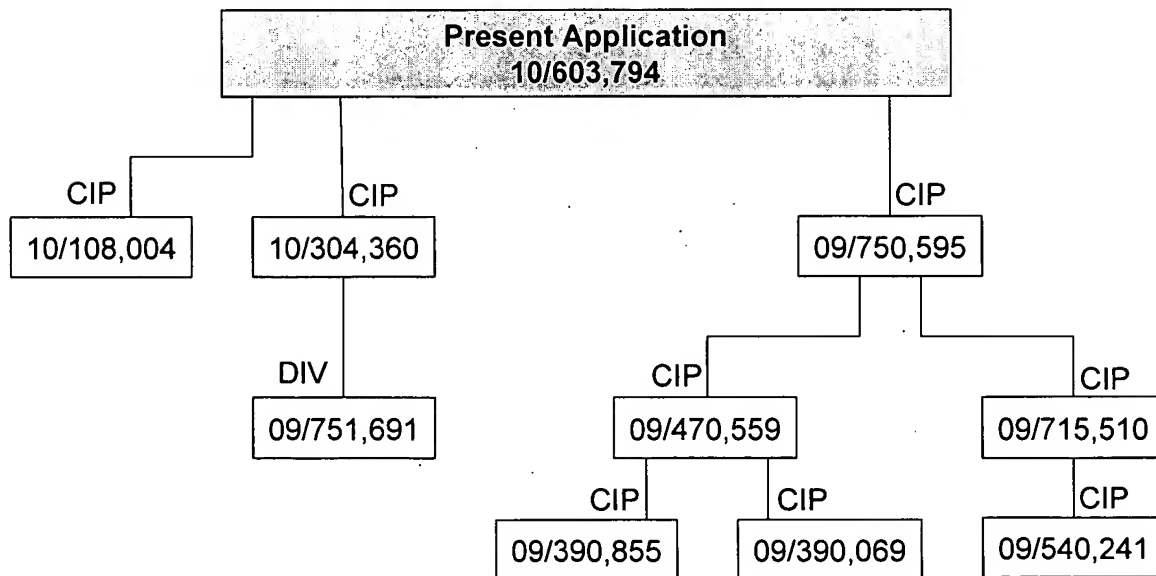 Present Application
10/603,794
CIP
CIP
CIP
10/108,004
10/304,360
09/750,595
DIV
CIP
CIP
09/751,691
09/470,559
09/715,510
CIP
CIP
CIP
09/390,855
09/390,069
09/540,241